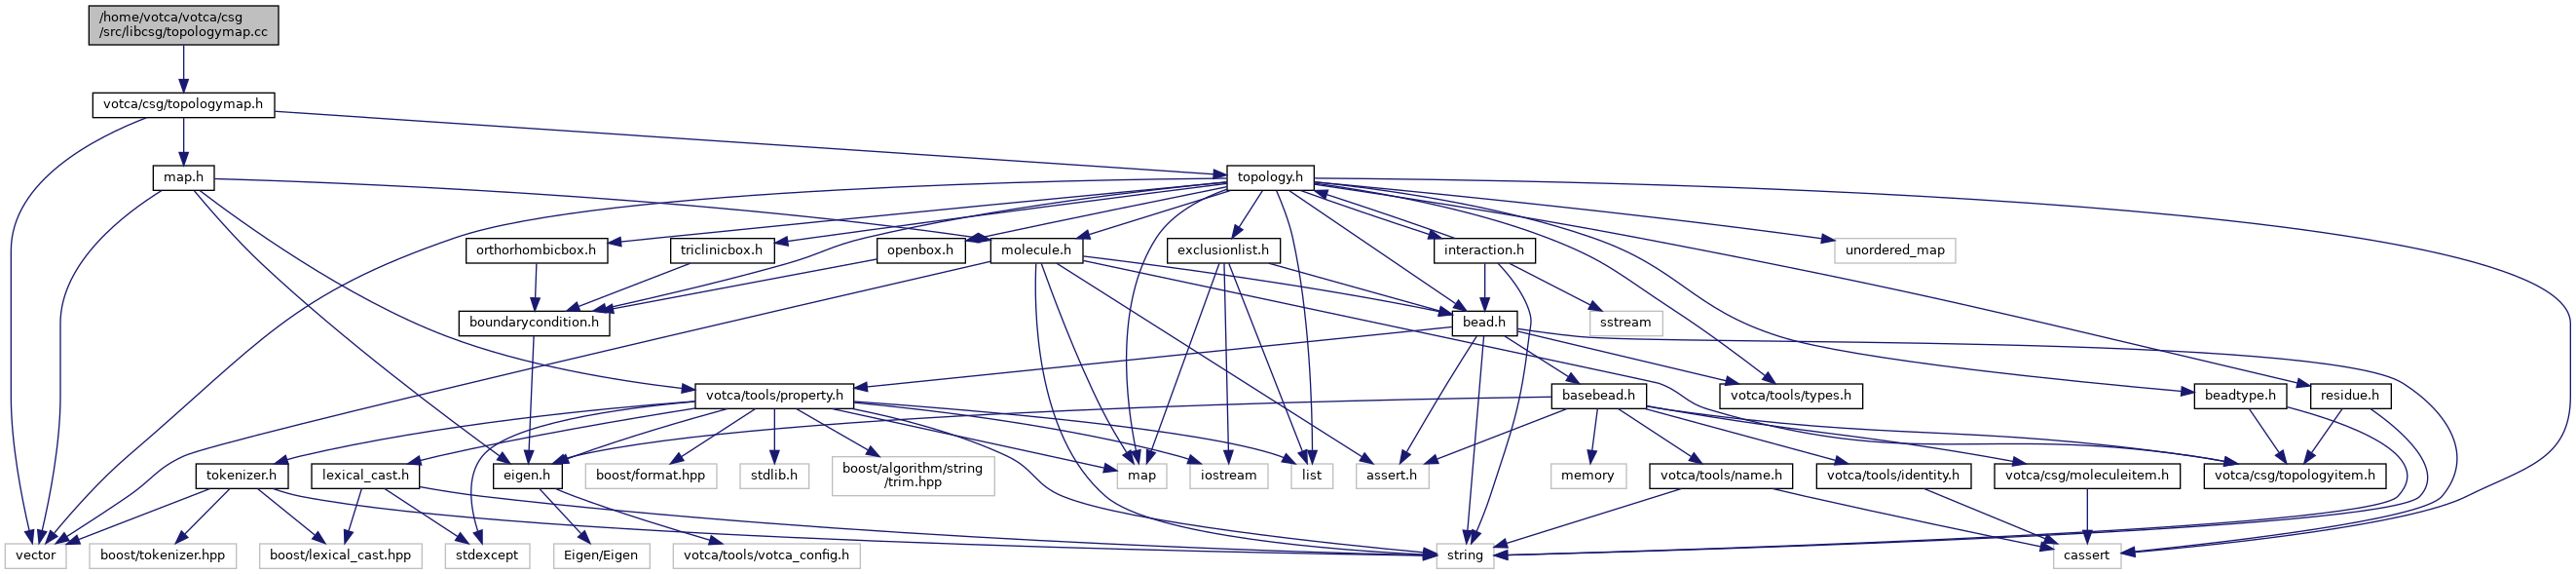 /home/votca/votca/csg
/src/libcsg/topologymap.cc
votca/csg/topologymap.h
map.h
topology.h
orthorhombicbox.h
triclinicbox.h
openbox.h
molecule.h
exclusionlist.h
interaction.h
unordered_map
boundarycondition.h
bead.h
sstream
votca/tools/property.h
basebead.h
votca/tools/types.h
beadtype.h
residue.h
tokenizer.h
lexical_cast.h
eigen.h
boost/format.hpp
stdlib.h
boost/algorithm/string
/trim.hpp
map
iostream
list
assert.h
memory
votca/tools/name.h
votca/tools/identity.h
votca/csg/moleculeitem.h
votca/csg/topologyitem.h
vector
boost/tokenizer.hpp
boost/lexical_cast.hpp
stdexcept
Eigen/Eigen
votca/tools/votca_config.h
string
cassert